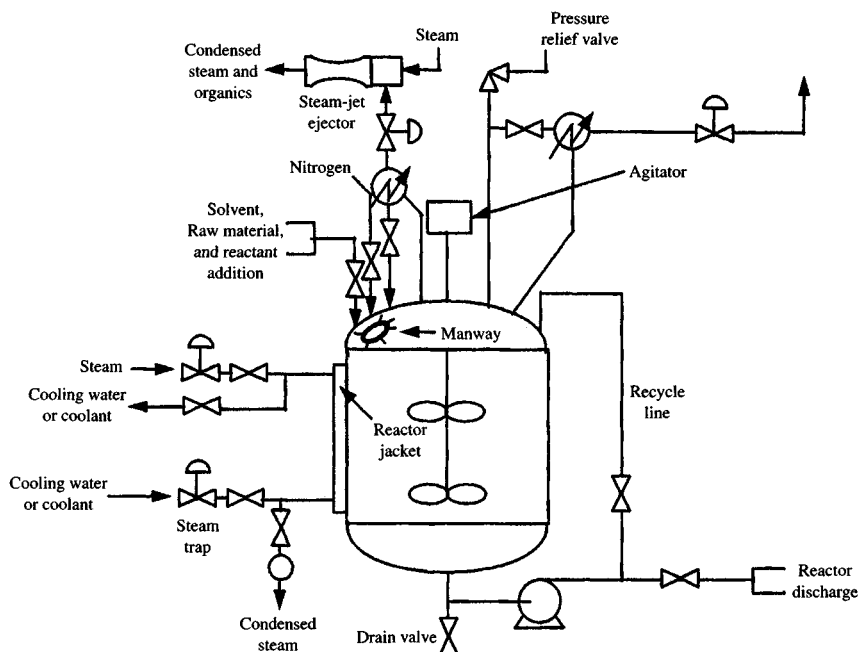 Pressure
relief valve
Steam
Condensed
steam and
organics
Steam-jet
ejector
Nitrogen
Agitator
Solvent,
Raw material,
and reactant
addition
Manway
Steam
Cooling water
or coolant
Reactor
jacket
Recycle
line
Cooling water
or coolant
Steam
trap
Reactor
discharge
Condensed
steam
Drain valve